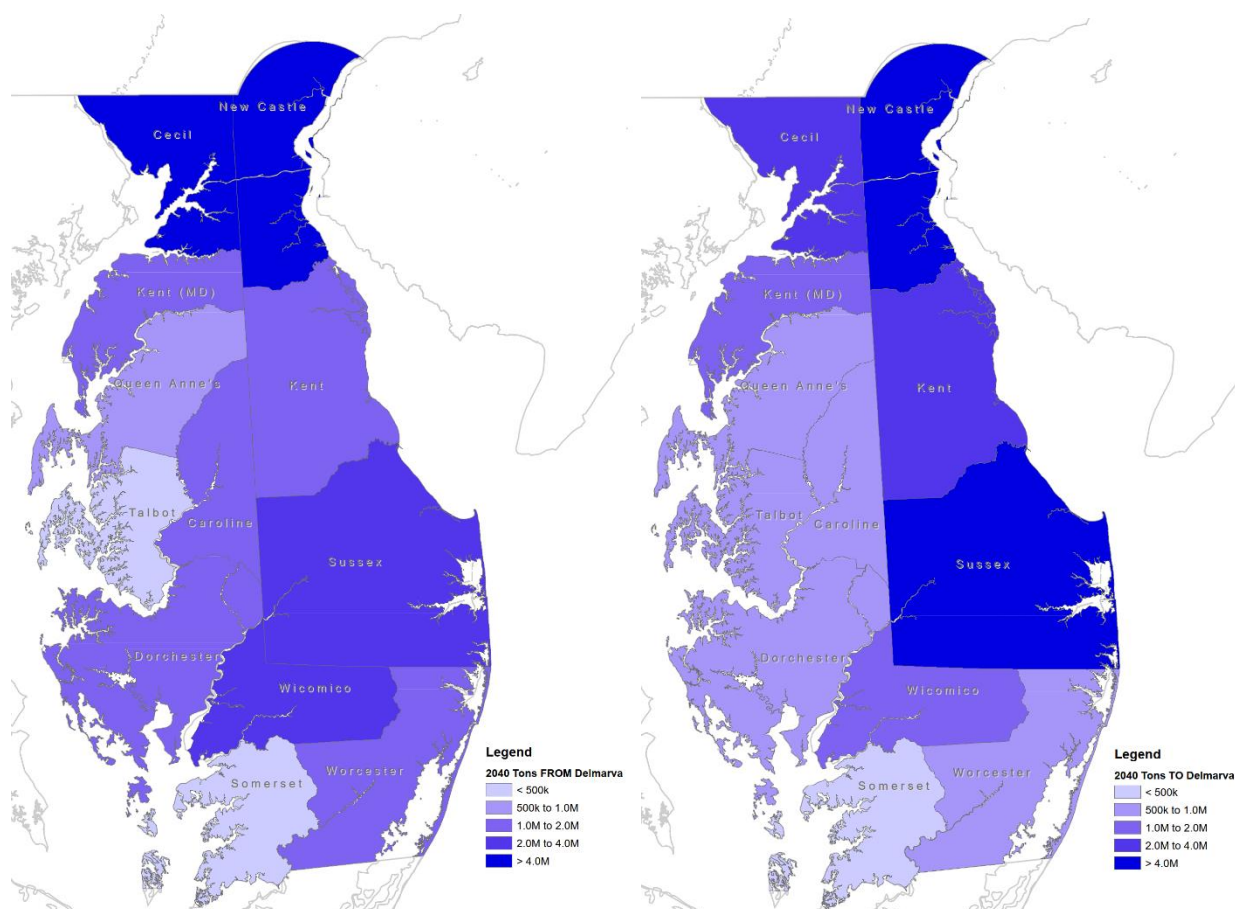 New Castle
Cecil
Kent (MD)
Queen Anne's
Kent
Talbot
Caroline
Sussex
Dorchester
Wicomico
Somerset
Worcester
Legend
2040 Tons FROM Delmarva
< 500k
500k to 1.0M
1.0M to 2.0M
2.0M to 4.0M
> 4.0M
New Castle
Cecil
Kent (MD)
Queen Anne's
Kent
Talbot
Caroline
Sussex
Dorchester
Wicomico
Somerset
Worcester
Legend
2040 Tons TO Delmarva
< 500k
500k to 1.0M
1.0M to 2.0M
2.0M to 4.0M
> 4.0M